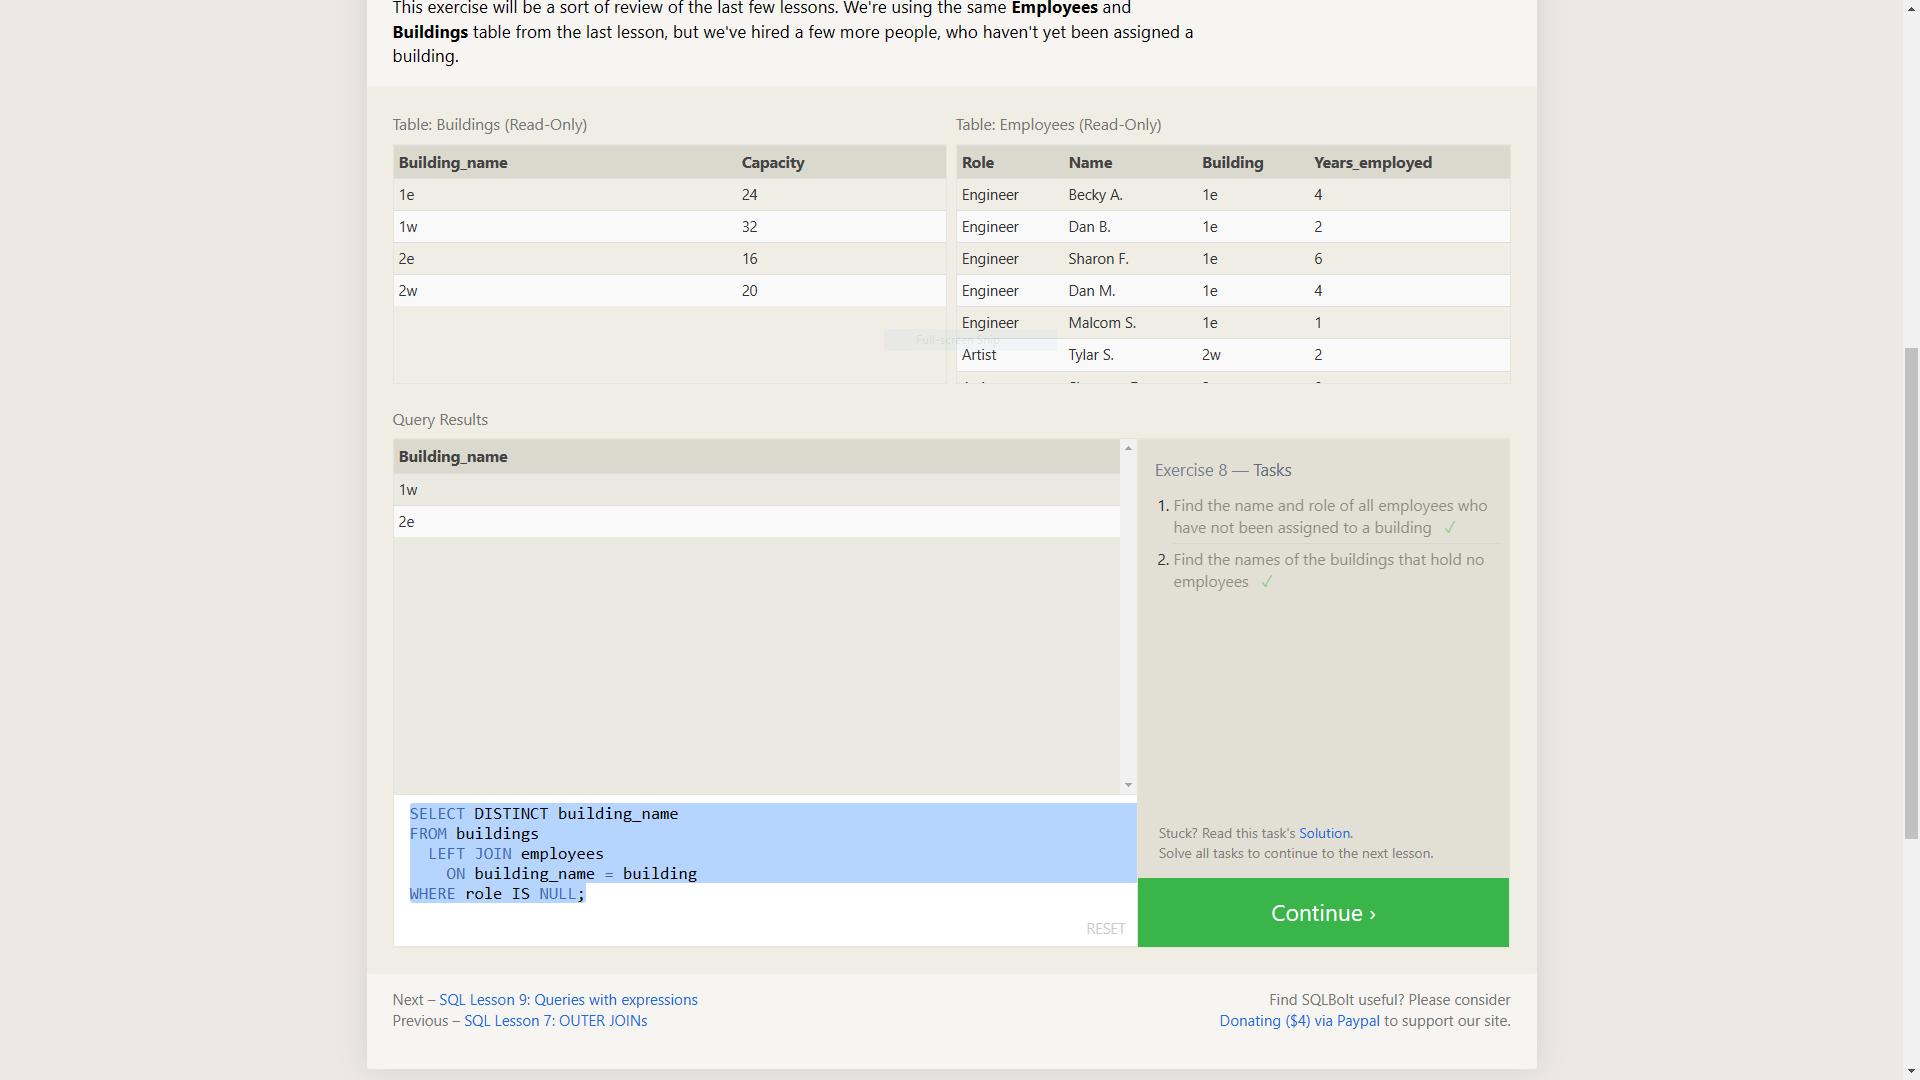 This exercise will be a sort of review of the last few lessons. We're using the same Employees and
Buildings table from the last lesson, but we've hired a few more people, who haven't yet been assigned a
building.
Table: Buildings (Read-Only)
Building_name Capacity
1e 24
1w 32
2e 16
2w 20
Table: Employees (Read-Only)
Role Name Building Years_employed
Engineer Becky A. 1e 4
Engineer Dan B. 1e 2
Engineer Sharon F. 1e 6
Engineer Dan M. 1e 4
Engineer Malcom S. 1e 1
Artist Tylar S. 2w 2
Full-screen Snip
Query Results
Building_name
1w
2e
Exercise 8 — Tasks
1. Find the name and role of all employees who
have not been assigned to a building ✓
2. Find the names of the buildings that hold no
employees ✓
SELECT DISTINCT building_name
FROM buildings
LEFT JOIN employees
ON building_name = building
WHERE role IS NULL;
RESET
Stuck? Read this task's Solution.
Solve all tasks to continue to the next lesson.
Continue ›
Next – SQL Lesson 9: Queries with expressions
Previous – SQL Lesson 7: OUTER JOINs
Find SQLBolt useful? Please consider
Donating ($4) via Paypal to support our site.